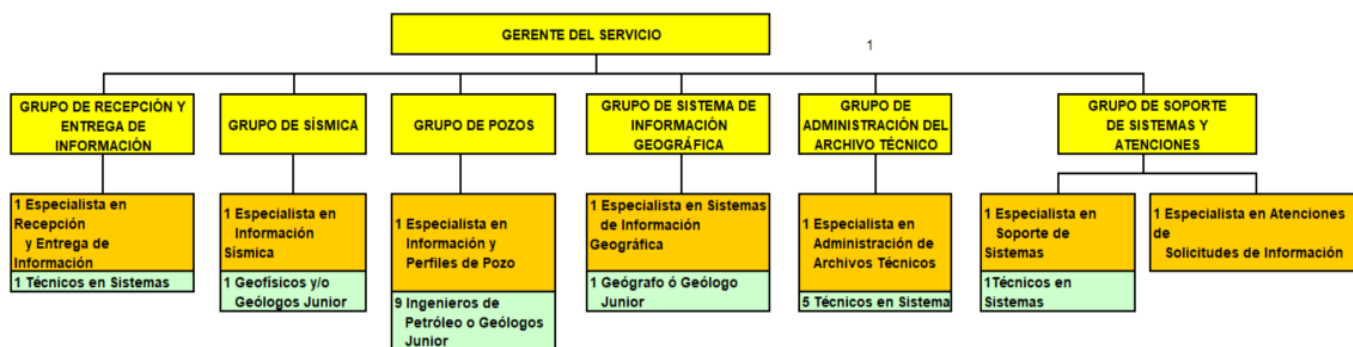 GERENTE DEL SERVICIO
1
GRUPO DE RECEPCIÓN Y
ENTREGA DE
INFORMACIÓN
GRUPO DE SÍSMICA
GRUPO DE POZOS
GRUPO DE SISTEMA DE
INFORMACIÓN
GEOGRÁFICA
GRUPO DE
ADMINISTRACIÓN DEL
ARCHIVO TÉCNICO
GRUPO DE SOPORTE
DE SISTEMAS Y
ATENCIONES
1 Especialista en
Recepción
y Entrega de
Información
1 Técnicos en Sistemas
1 Especialista en
Información
Sísmica
1 Geofísicos y/o
Geólogos Junior
1 Especialista en
Información y
Perfiles de Pozo
9 Ingenieros de
Petróleo o Geólogos
Junior
1 Especialista en Sistemas
de Información
Geográfica
1 Geógrafo ó Geólogo
Junior
1 Especialista en
Administración de
Archivos Técnicos
5 Técnicos en Sistema
1 Especialista en
Soporte de
Sistemas
1Técnicos en
Sistemas
1 Especialista en Atenciones
de
Solicitudes de Información